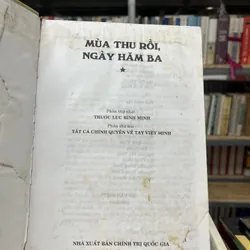 MÙA THU RỒI,
NGÀY HĂM BA
★
Phần thứ nhất
TRƯỚC LÚC BÌNH MINH
Phần thứ hai
TẤT CẢ CHÍNH QUYỀN VỀ TAY VIỆT MINH
NHÀ XUẤT BẢN CHÍNH TRỊ QUỐC GIA